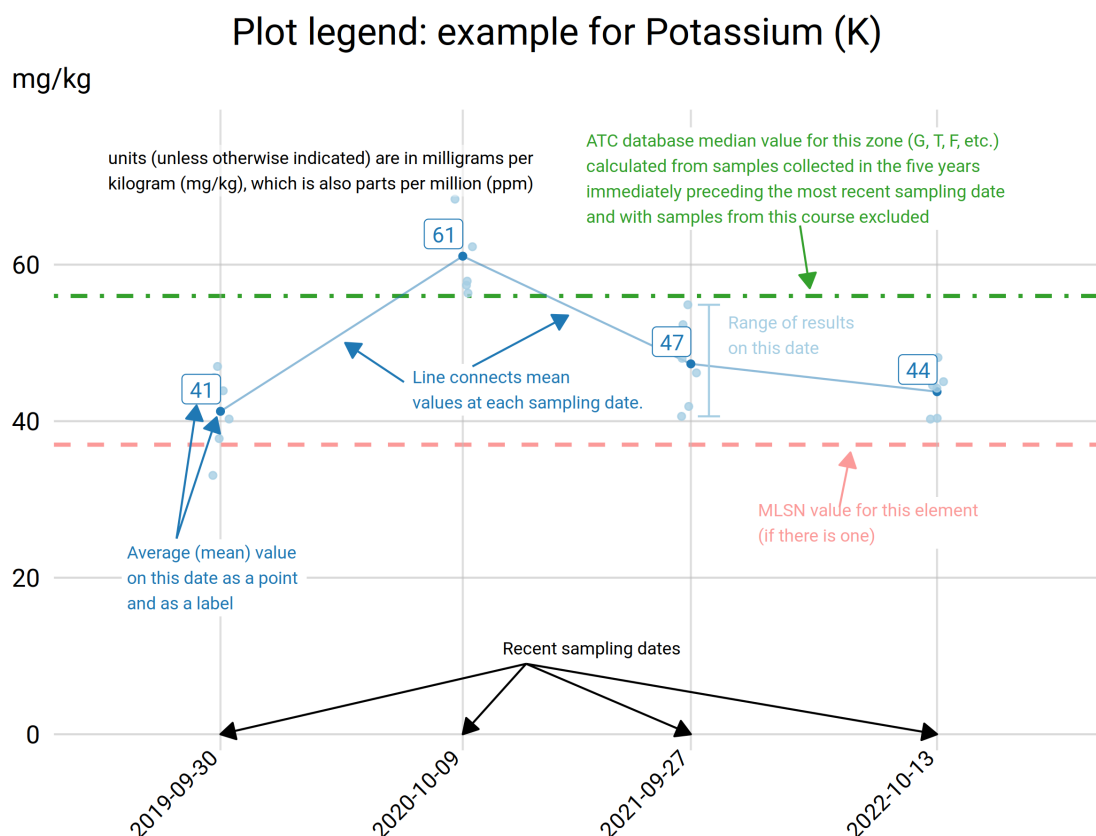 Plot legend: example for Potassium (K)
mg/kg
units (unless otherwise indicated) are in milligrams per
kilogram (mg/kg), which is also parts per million (ppm)
ATC database median value for this zone (G, T, F, etc.)
calculated from samples collected in the five years
immediately preceding the most recent sampling date
and with samples from this course excluded
61
60
Range of results
on this date
47
44
41
Line connects mean
values at each sampling date.
40
MLSN value for this element
(if there is one)
Average (mean) value
on this date as a point
and as a label
20
Recent sampling dates
0
2019-09-30
2020-10-09
2021-09-27
2022-10-13